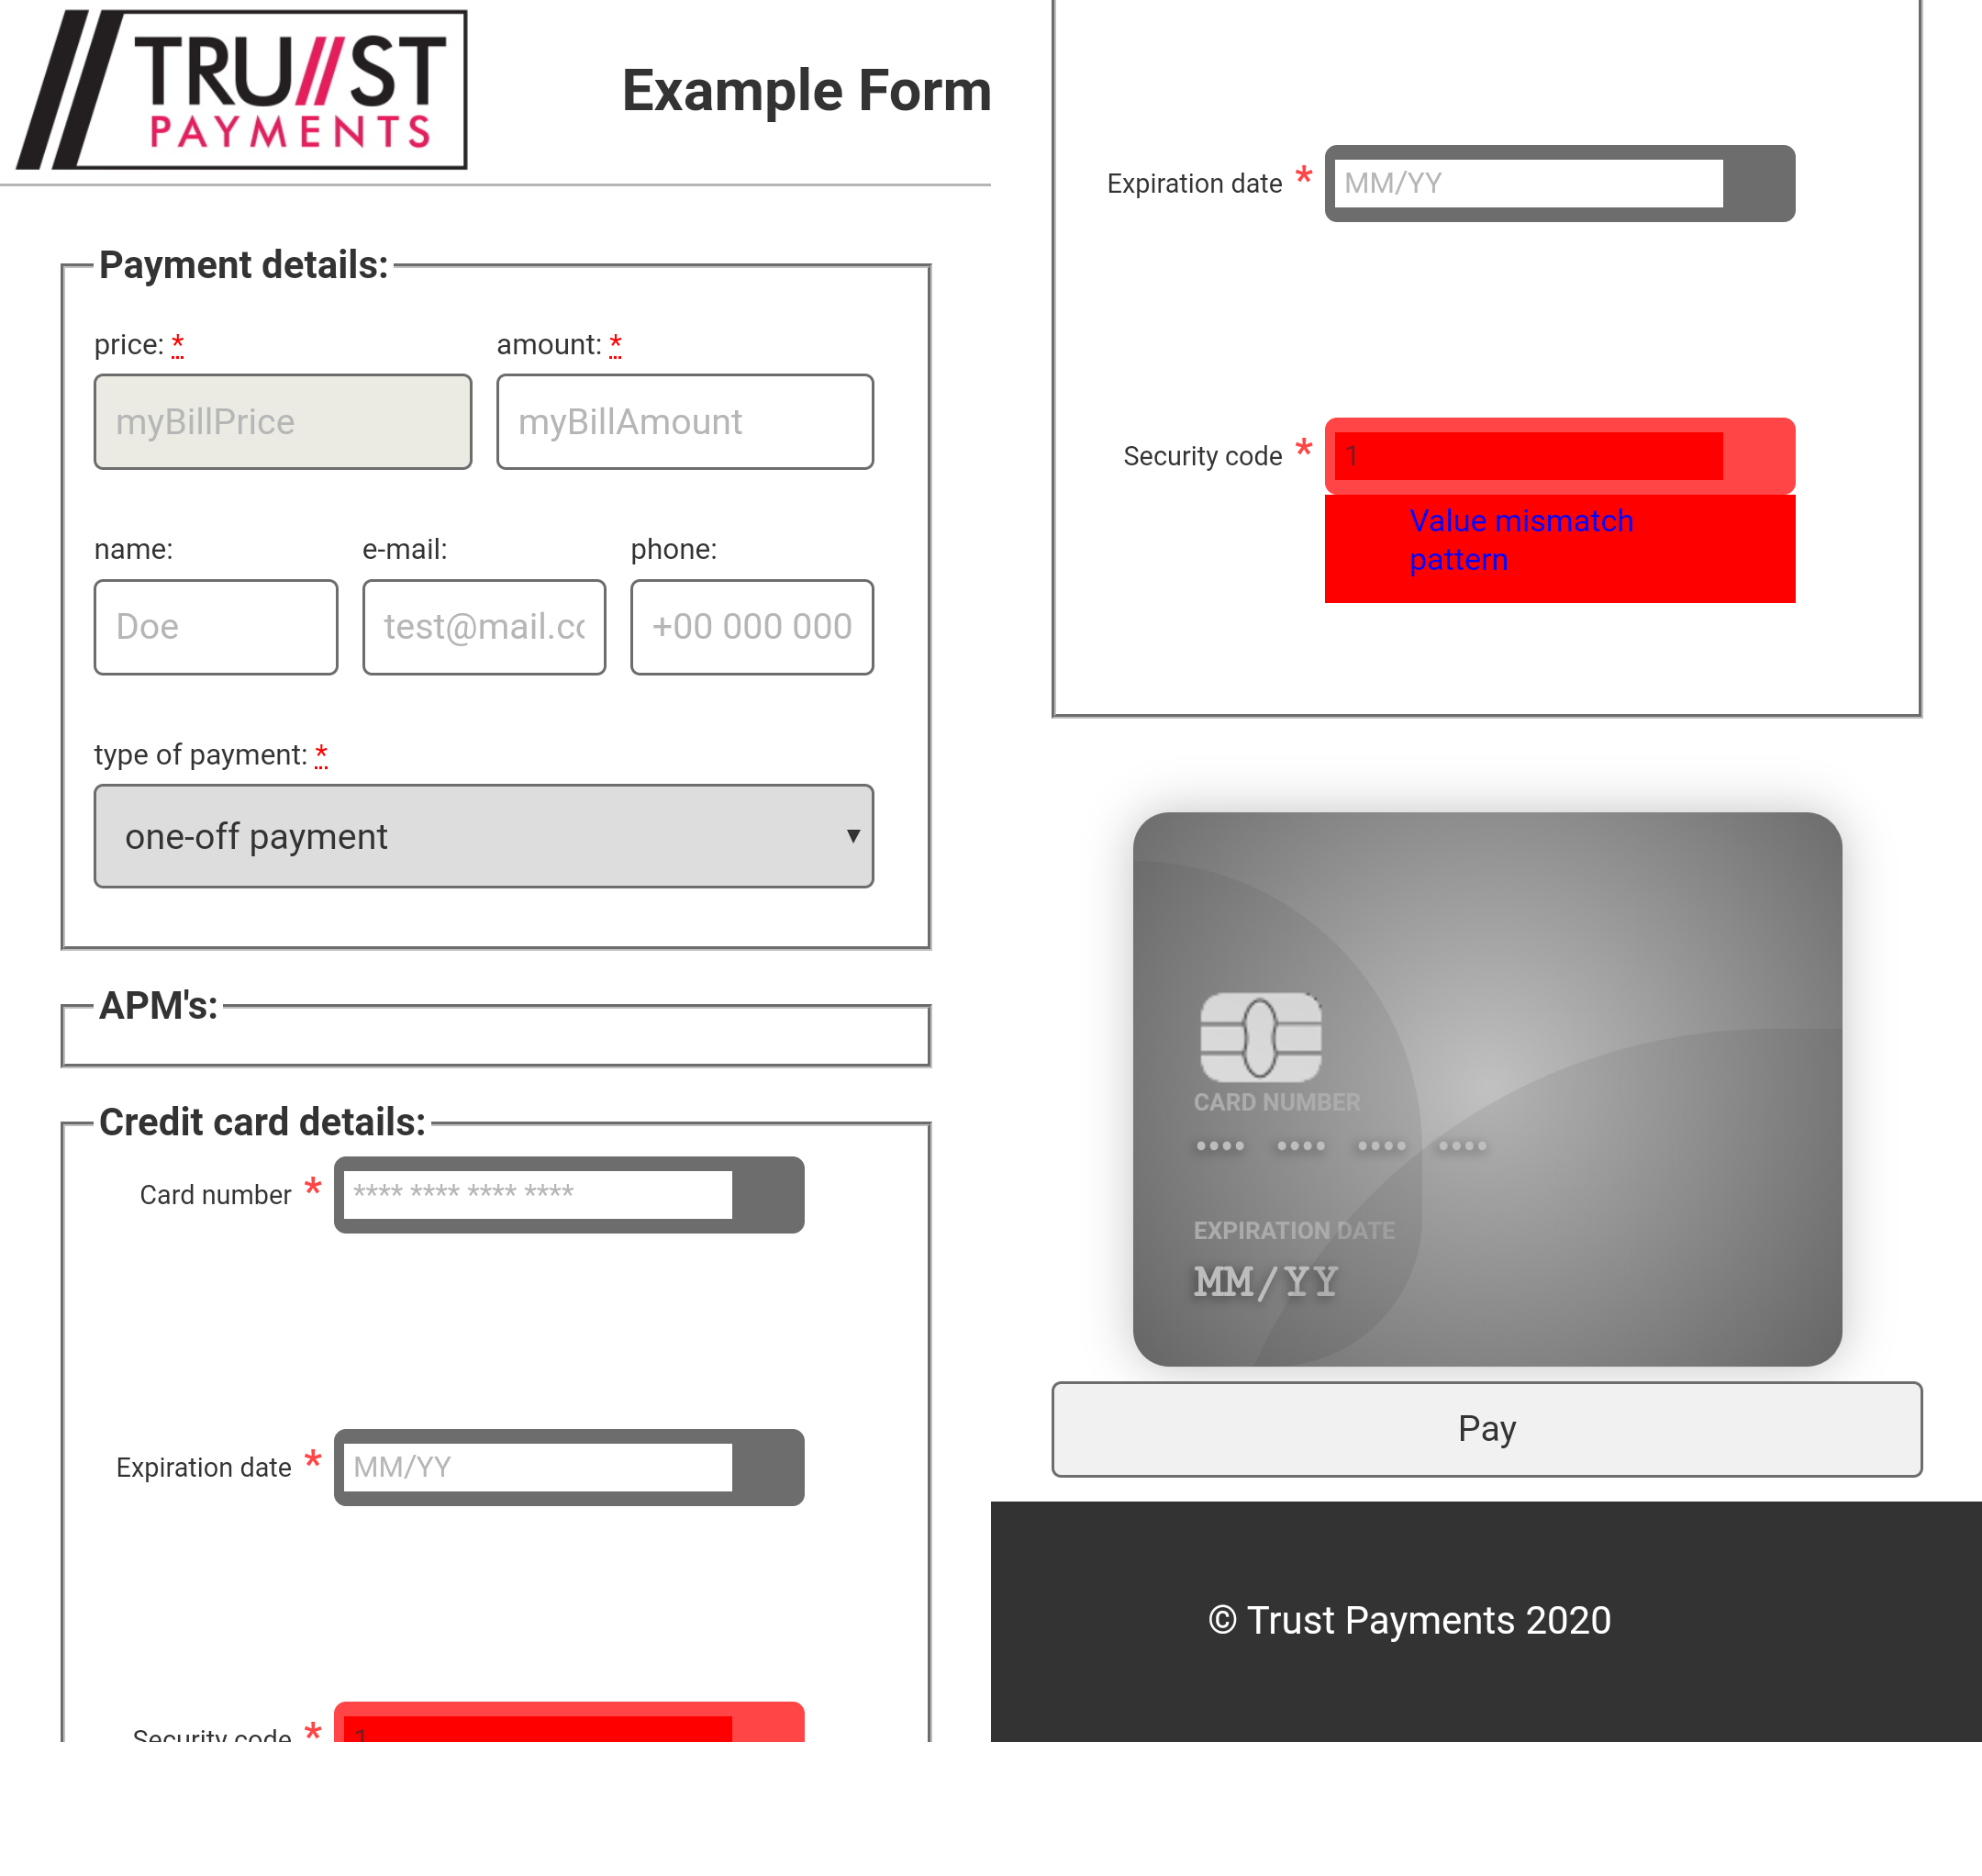 TRU//ST
PAYMENTS
Example Form
Payment details:
price: *
amount: *
myBillPrice
myBillAmount
name:
e-mail:
phone:
Doe
test@mail.co
+00 000 000
type of payment: *
one-off payment
APM's:
Credit card details:
Card number *
**** **** **** ****
Expiration date *
MM/YY
Security code *
1
Expiration date *
MM/YY
Security code *
1
Value mismatch
pattern
CARD NUMBER
•••• •••• •••• ••••
EXPIRATION DATE
MM/YY
Pay
© Trust Payments 2020